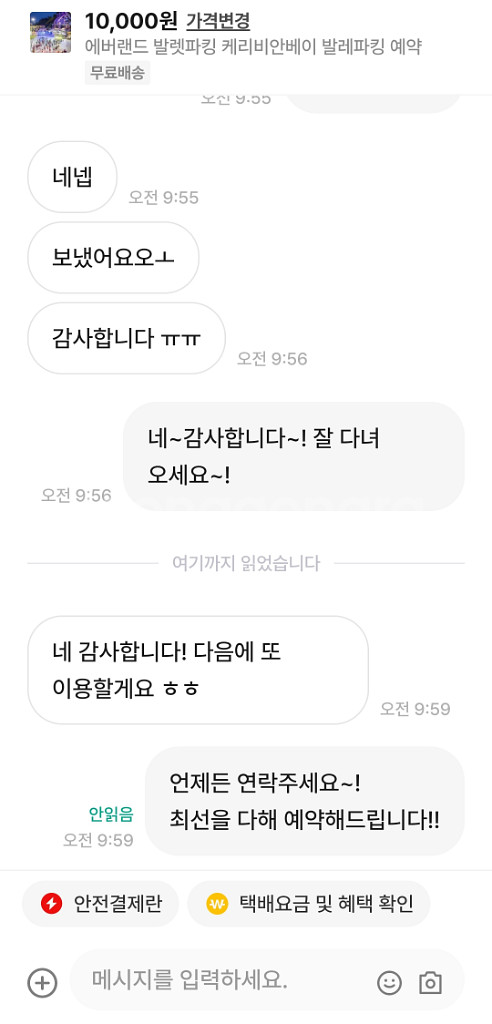 10,000원 가격변경
에버랜드 발렛파킹 케리비안베이 발레파킹 예약
무료배송
오전 9:55
네넵
오전 9:55
보냈어요오ㅗ
감사합니다 ㅠㅠ
오전 9:56
네~감사합니다~! 잘 다녀
오세요~!
오전 9:56
여기까지 읽었습니다
네 감사합니다! 다음에 또
이용할게요 ㅎㅎ
오전 9:59
언제든 연락주세요~!
최선을 다해 예약해드립니다!!
안읽음
오전 9:59
안전결제란
택배요금 및 혜택 확인
메시지를 입력하세요.